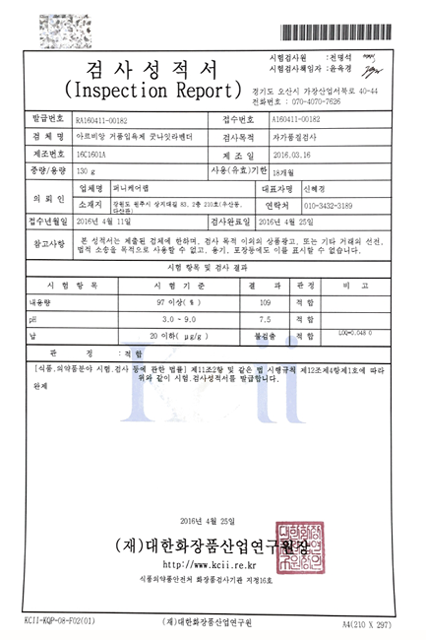 시험검사원 : 전명석
시험검사책임자 : 윤옥경
검사성적서
(Inspection Report)
경기도 오산시 가장산업서북로 40-44
전화번호 : 070-4070-7626
발급번호 RA160411-00182 접수번호 A160411-00182
검체명 아르비앙 거품입욕제 굿나잇라벤더 검사목적 자가품질검사
제조번호 16C1601A 제조일 2016.03.16
중량/용량 130 g 사용(유효)기한 18개월
의뢰인 업체명 퍼니케어랩 대표자명 신혜경
소재지 강원도 원주시 상지대길 83, 2층 210호(우산동, 연락처 010-3432-3189
접수년월일 2016년 4월 11일 검사완료일 2016년 4월 25일
참고사항 본 성적서는 제출된 검체에 한하며, 검사 목적 이외의 상품광고, 또는 기타 거래의 선전,
법적 소송용 목적으로 사용할 수 없고, 용기, 포장등에도 이를 표시할 수 없습니다.
시험 항목 및 검사 결과
시험 항목 시험 기준 결과 판정 비고
내용량 97 이상(%) 109 적합
pH 3.0 - 9.0 7.5 적합
납 20 이하(μg/g) 불검출 적합 LOQ=0.048 0
판정 : 적합
[식품.의약품분야 시험.검사 등에 관한 법률] 제11조2항 및 같은 법 시행규칙 제12조제4항제1호에 따라
위와 같이 시험.검사성적서를 발급합니다.
완제
Kcii
2016년 4월 25일
(재)대한화장품산업연구원장
http://www.kcii.re.kr
식품의약품안전처 화장품검사기관 지정16호
KCII-KQP-08-F02(01) (재)대한화장품산업연구원 A4(210 X 297)